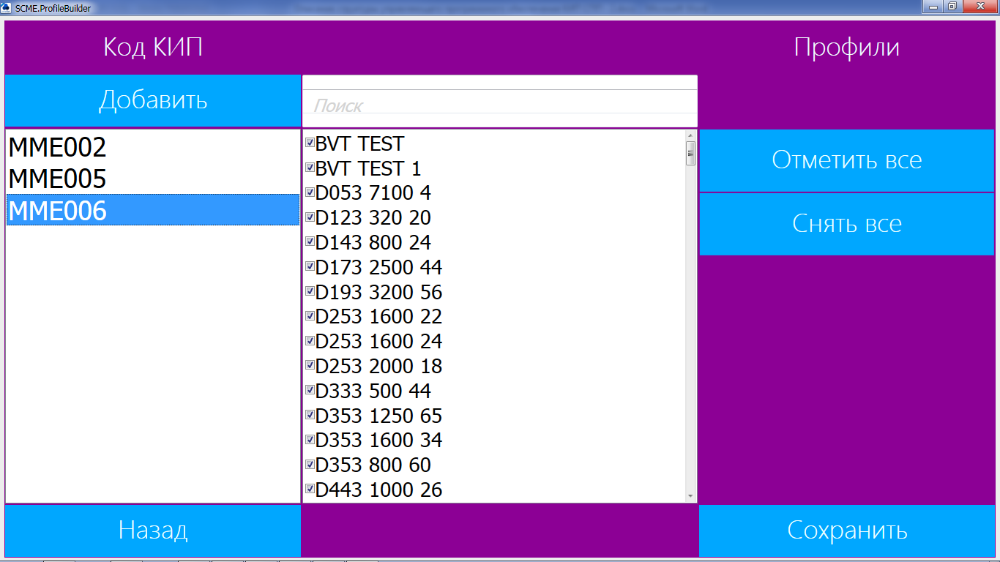 SCME.ProfileBuilder
Код КИП
Профили
Добавить
Поиск
MME002
MME005
MME006
BVT TEST
BVT TEST 1
D053 7100 4
D123 320 20
D143 800 24
D173 2500 44
D193 3200 56
D253 1600 22
D253 1600 24
D253 2000 18
D333 500 44
D353 1250 65
D353 1600 34
D353 800 60
D443 1000 26
Отметить все
Снять все
Назад
Сохранить